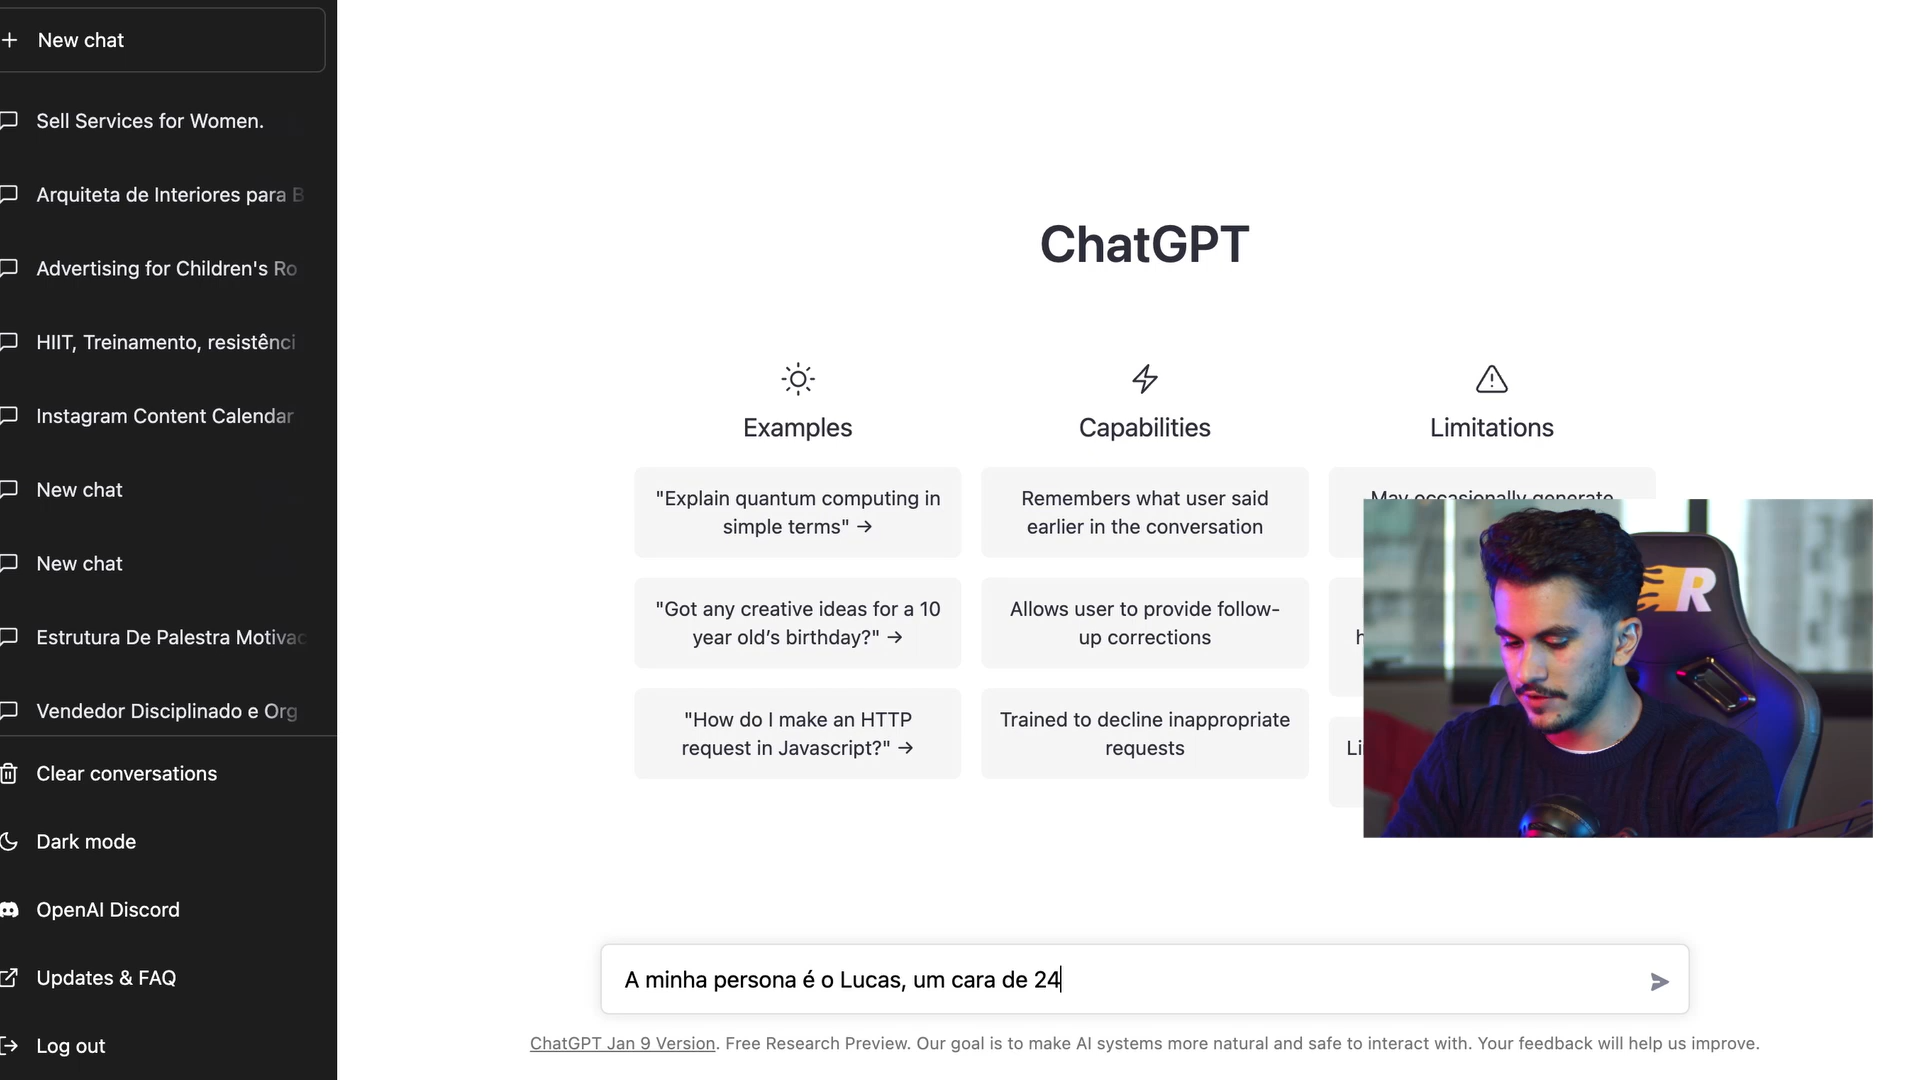 New chat
Sell Services for Women.
Arquiteta de Interiores para B
Advertising for Children's Ro
HIIT, Treinamento, resistênci
Instagram Content Calendar
New chat
New chat
Estrutura De Palestra Motivac
Vendedor Disciplinado e Org
Clear conversations
Dark mode
OpenAI Discord
Updates & FAQ
Log out
ChatGPT
Examples
"Explain quantum computing in
simple terms" →
"Got any creative ideas for a 10
year old's birthday?" →
"How do I make an HTTP
request in Javascript?" →
Capabilities
Remembers what user said
earlier in the conversation
Allows user to provide follow-
up corrections
Trained to decline inappropriate
requests
Limitations
May occasionally generate
h
Li
R
A minha persona é o Lucas, um cara de 24
ChatGPT Jan 9 Version. Free Research Preview. Our goal is to make AI systems more natural and safe to interact with. Your feedback will help us improve.